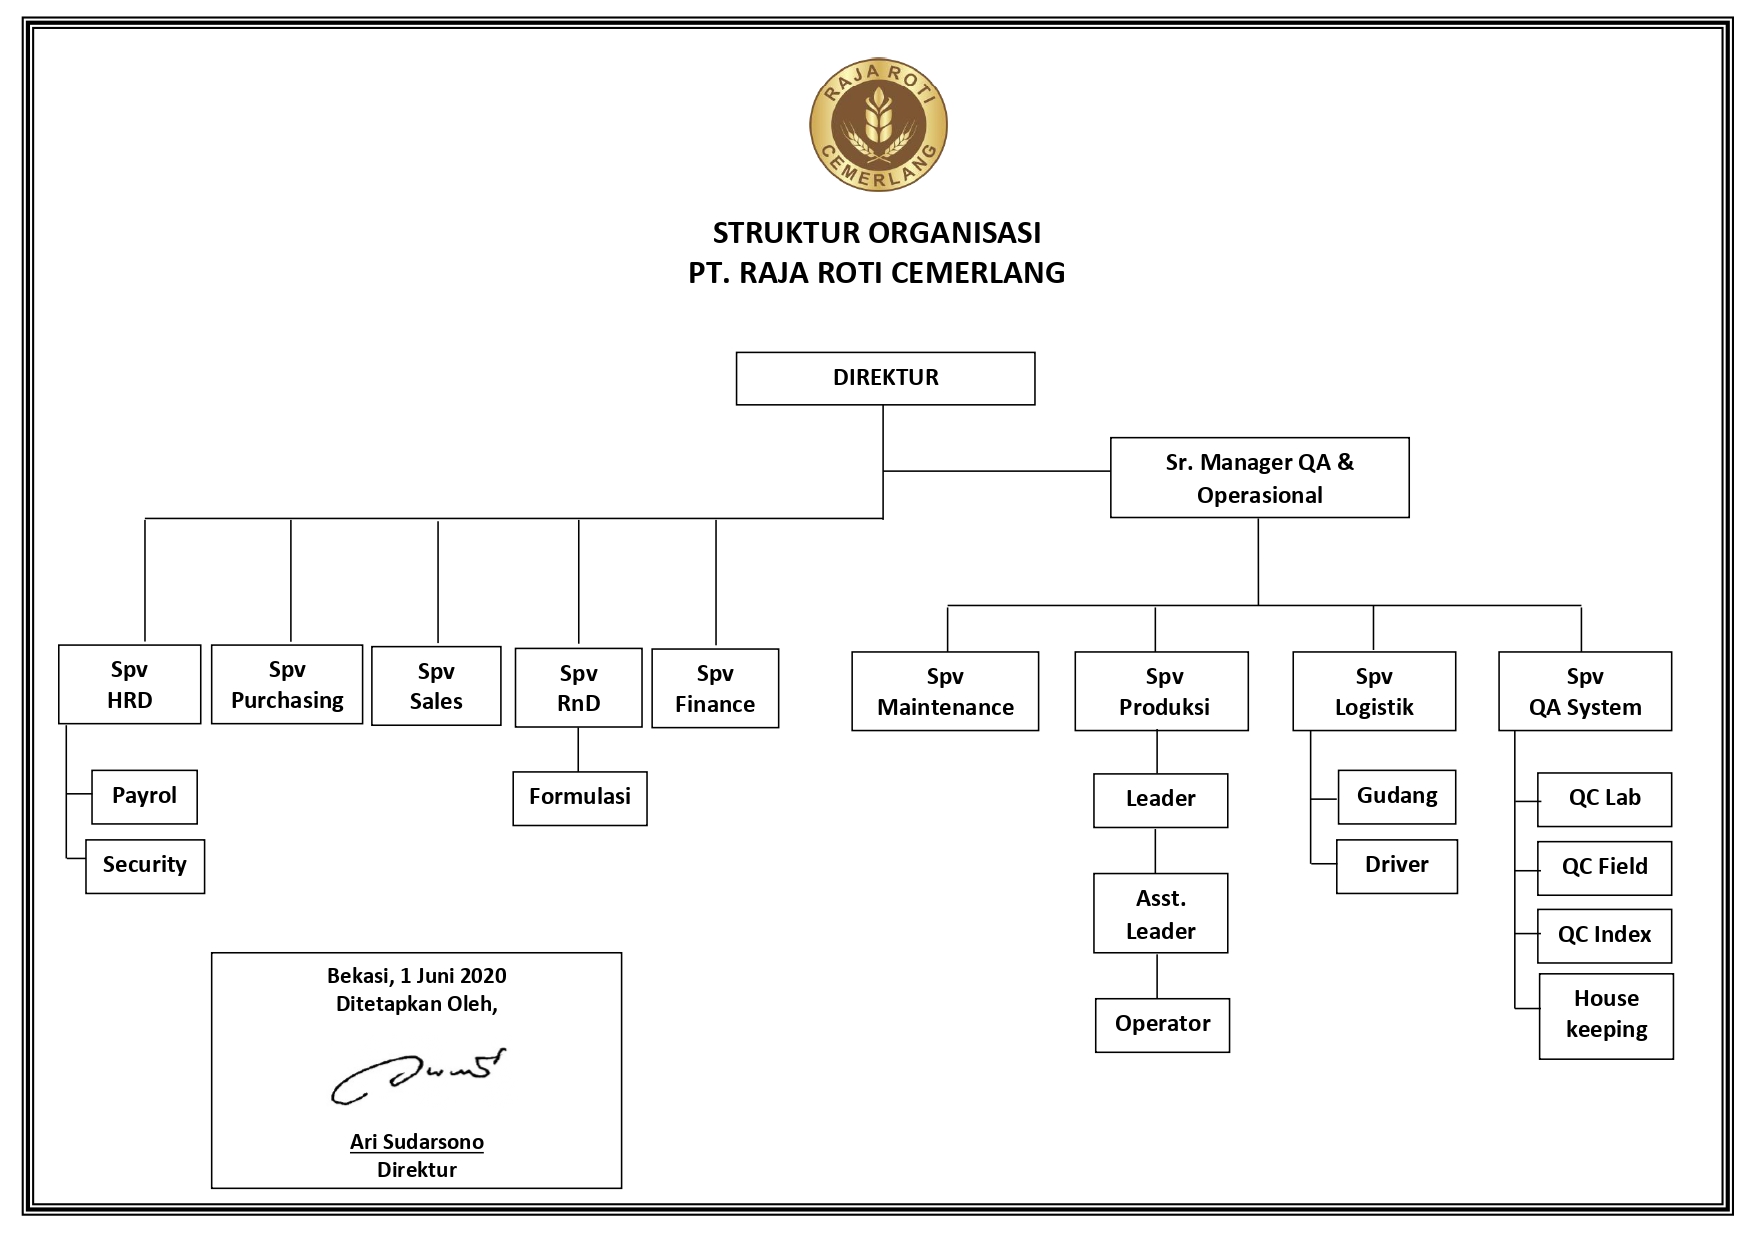 RAJA ROTI
CEMERLANG
STRUKTUR ORGANISASI
PT. RAJA ROTI CEMERLANG
DIREKTUR
Sr. Manager QA &
Operasional
Spv
HRD
Spv
Purchasing
Spv
Sales
Spv
RnD
Spv
Finance
Spv
Maintenance
Spv
Produksi
Spv
Logistik
Spv
QA System
Payrol
Security
Formulasi
Leader
Asst.
Leader
Operator
Gudang
Driver
QC Lab
QC Field
QC Index
House
keeping
Bekasi, 1 Juni 2020
Ditetapkan Oleh,
Ari Sudarsono
Direktur